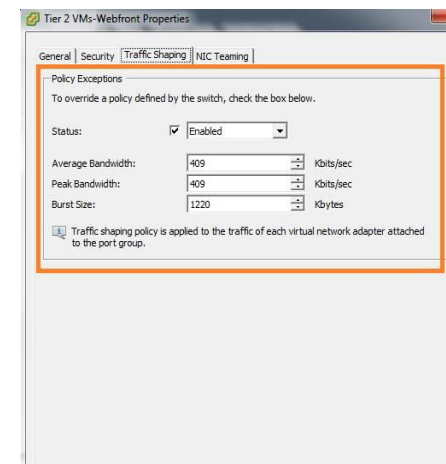 Tier 2 VMs-Webfront Properties
General Security Traffic Shaping NIC Teaming
Policy Exceptions
To override a policy defined by the switch, check the box below.
Status: Enabled
Average Bandwidth: 409 Kbits/sec
Peak Bandwidth: 409 Kbits/sec
Burst Size: 1220 Kbytes
Traffic shaping policy is applied to the traffic of each virtual network adapter attached
to the port group.